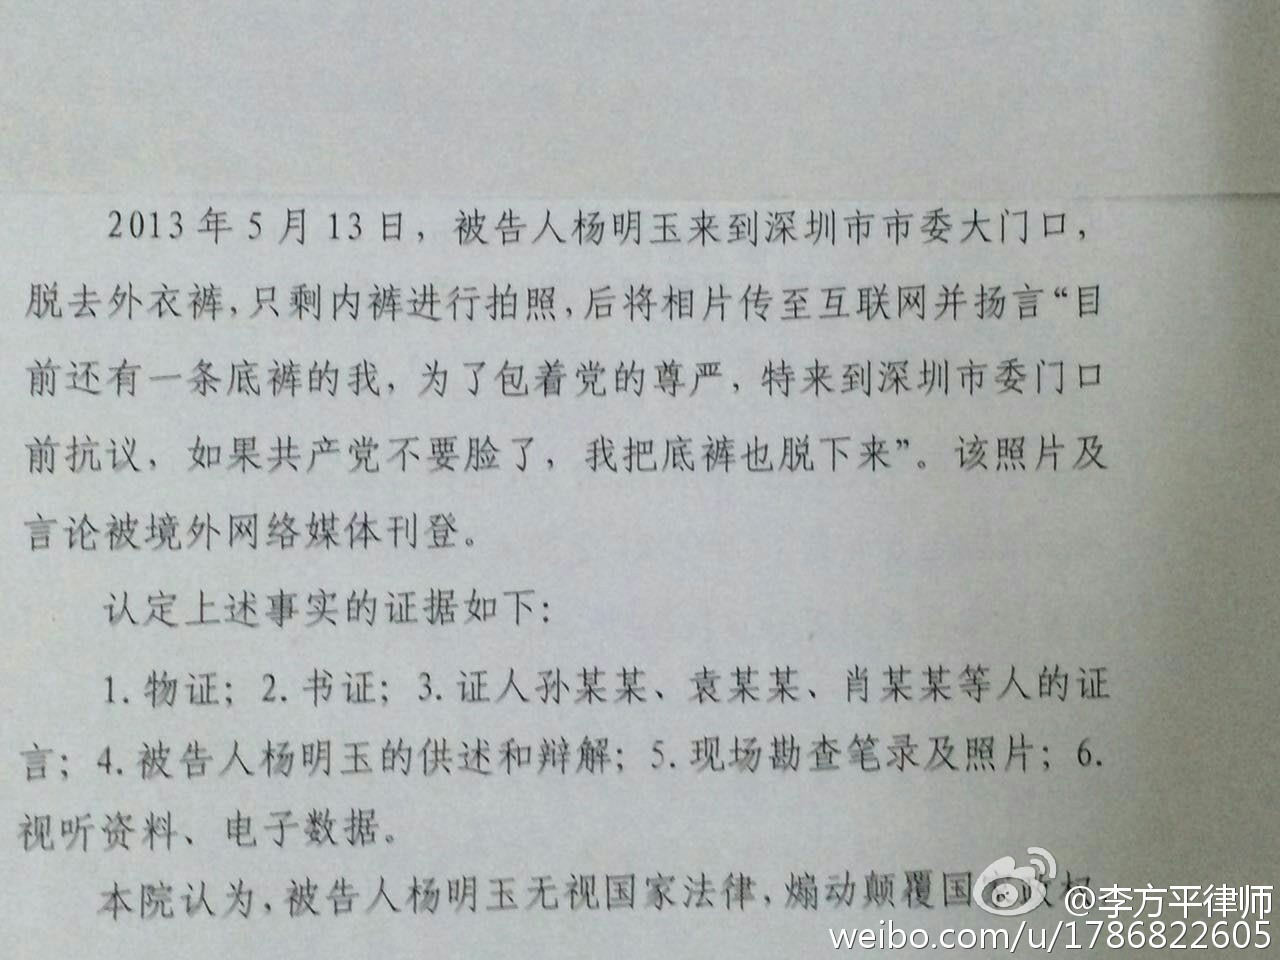 2013年5月13日，被告人杨明玉来到深圳市市委大门口，
脱去外衣裤，只剩内裤进行拍照，后将相片传至互联网并扬言“目
前还有一条底裤的我，为了包着党的尊严，特来到深圳市委门口
前抗议，如果共产党不要脸了，我把底裤也脱下来”。该照片及
言论被境外网络媒体刊登。
认定上述事实的证据如下：
1.物证；2.书证；3.证人孙某某、袁某某、肖某某等人的证
言；4.被告人杨明玉的供述和辩解；5.现场勘查笔录及照片；6.
视听资料、电子数据。
本院认为，被告人杨明玉无视国家法律，煽动颠覆国
@李方平律师
weibo.com/u/1786822605